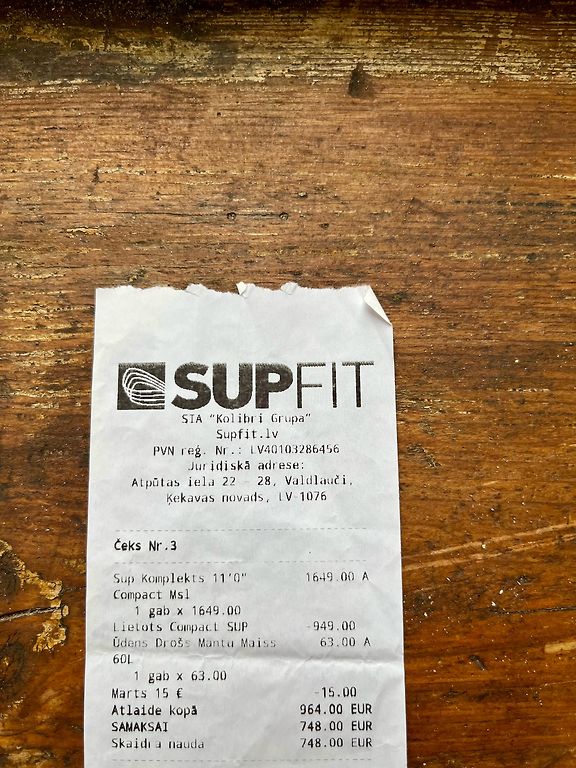 SUPFIT
SIA "Kolibri Grupa"
Supfit.lv
PVN reģ. Nr.: LV40103286456
Juridiskā adrese:
Atpūtas iela 22 - 28, Valdlauči,
Ķekavas novads, LV-1076
Čeks Nr.3
Sup Komplekts 11'0" 1649.00 A
Compact Msl
1 gab x 1649.00
Lietots Compact SUP -949.00
Ūdens Drošs Mantu Maiss 63.00 A
60L
1 gab x 63.00
Marts 15 € -15.00
Atlaide kopā 964.00 EUR
SAMAKSAI 748.00 EUR
Skaidra nauda 748.00 EUR